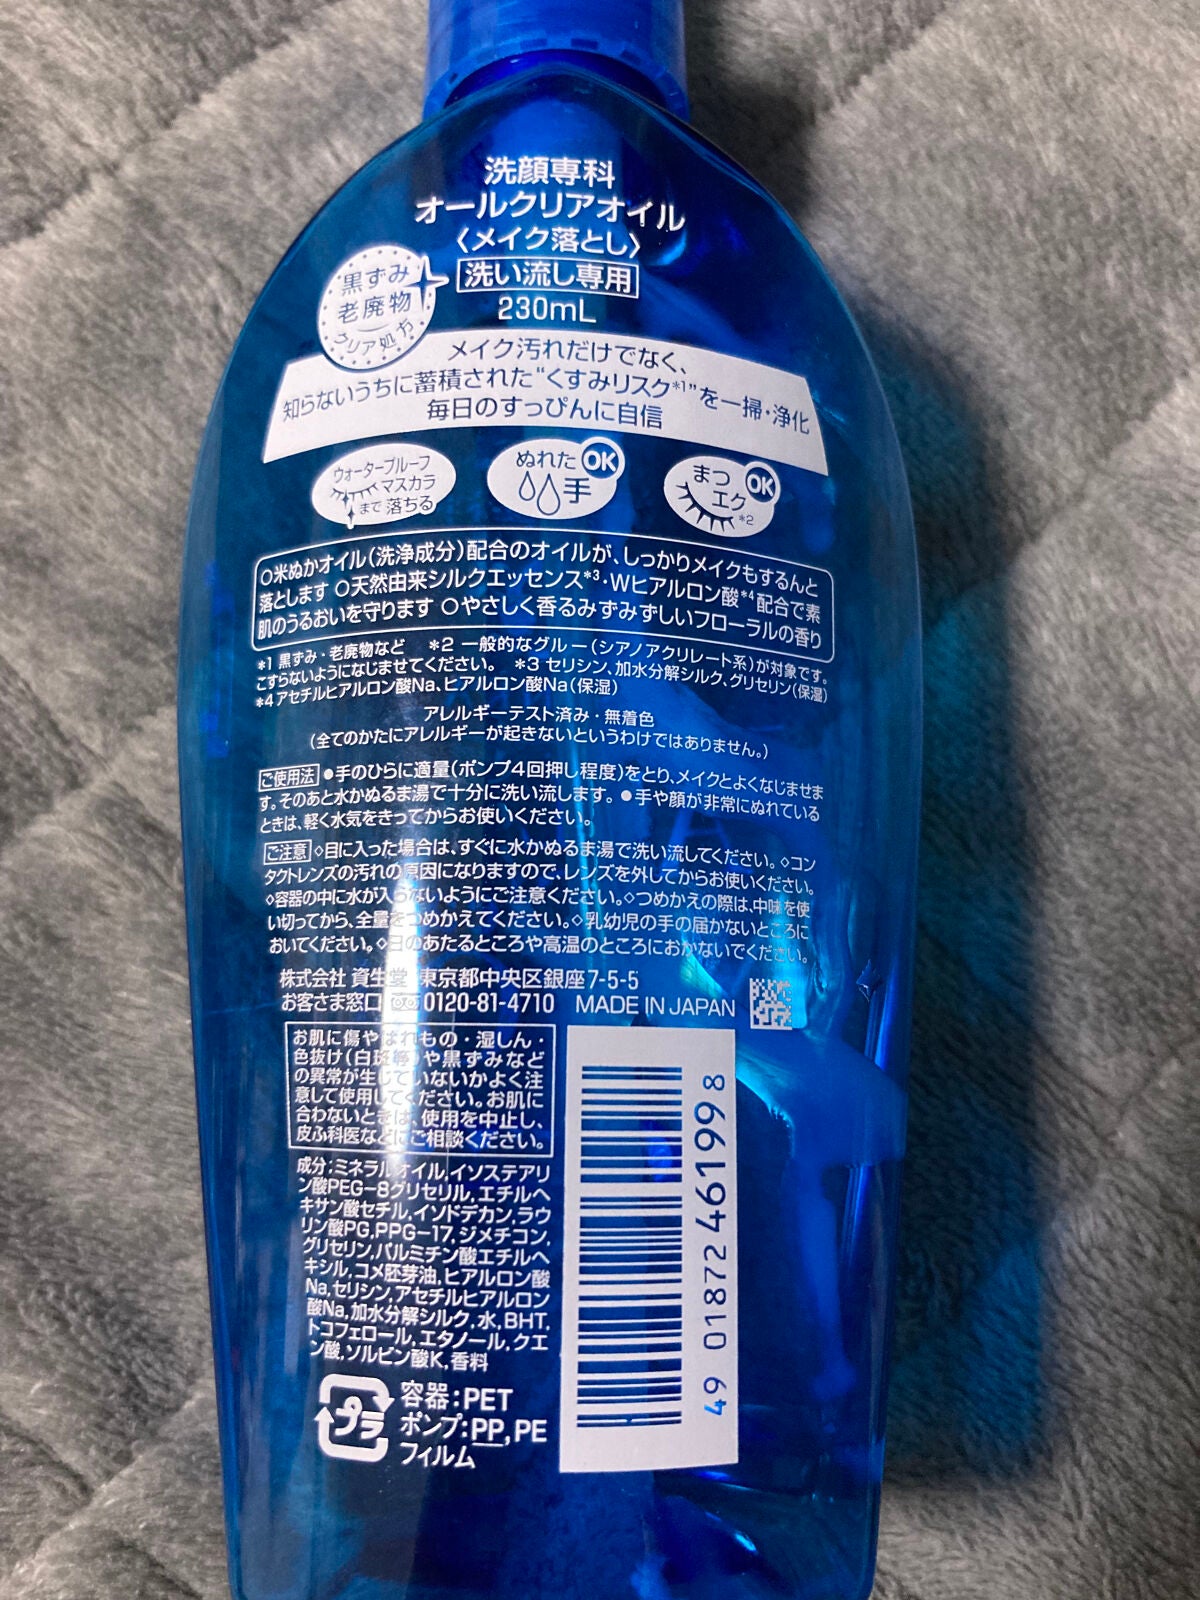 洗顔専科
オールクリアオイル
〈メイク落とし〉
洗い流し専用
230mL
黒ずみ
老廃物
クリア処方
メイク汚れだけでなく、
知らないうちに蓄積された“くすみリスク*1”を一掃・浄化
毎日のすっぴんに自信
ウォータープルーフ
マスカラ
まで落ちる
ぬれた
手
OK
まつ
エク*2
OK
○米ぬかオイル(洗浄成分)配合のオイルが、しっかりメイクもするんと
落とします ○天然由来シルクエッセンス*3・Wヒアルロン酸*4配合で素
肌のうるおいを守ります ○やさしく香るみずみずしいフローラルの香り
*1 黒ずみ・老廃物など *2 一般的なグルー(シアノアクリレート系)が対象です。
こすらないようになじませてください。 *3 セリシン、加水分解シルク、グリセリン(保湿)
*4 アセチルヒアルロン酸Na、ヒアルロン酸Na(保湿)
アレルギーテスト済み・無着色
(全てのかたにアレルギーが起きないというわけではありません。)
ご使用法 ●手のひらに適量(ポンプ4回押し程度)をとり、メイクとよくなじませま
す。そのあと水かぬるま湯で十分に洗い流します。●手や顔が非常にぬれている
ときは、軽く水気をきってからお使いください。
ご注意 ◇目に入った場合は、すぐに水かぬるま湯で洗い流してください。◇コン
タクトレンズの汚れの原因になりますので、レンズを外してからお使いください。
◇容器の中に水が入らないようにご注意ください。◇つめかえの際は、中味を使
い切ってから、全量をつめかえてください。◇乳幼児の手の届かないところに
おいてください。◇日のあたるところや高温のところにおかないでください。
株式会社 資生堂 東京都中央区銀座7-5-5
お客さま窓口 0120-81-4710 MADE IN JAPAN
お肌に傷やはれもの・湿しん・
色抜け(白斑等)や黒ずみなど
の異常が生じていないかよく注
意して使用してください。お肌に
合わないときは、使用を中止し、
皮ふ科医などにご相談ください。
成分:ミネラルオイル,イソステアリ
ン酸PEG-8グリセリル,エチルヘ
キサン酸セチル,イソドデカン,ラウ
リン酸PG,PPG-17,ジメチコン,
グリセリン,パルミチン酸エチルヘ
キシル,コメ胚芽油,ヒアルロン酸
Na,セリシン,アセチルヒアルロン
酸Na,加水分解シルク,水,BHT,
トコフェロール,エタノール,クエ
ン酸,ソルビン酸K,香料
プラ
容器:PET
ポンプ:PP,PE
フィルム
49 01872 461998